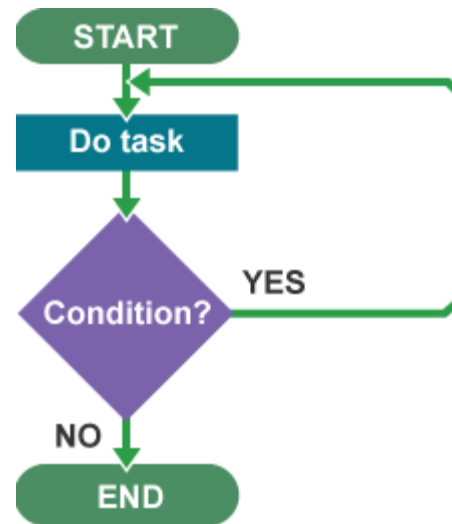 START
Do task
Condition?
YES
NO
END